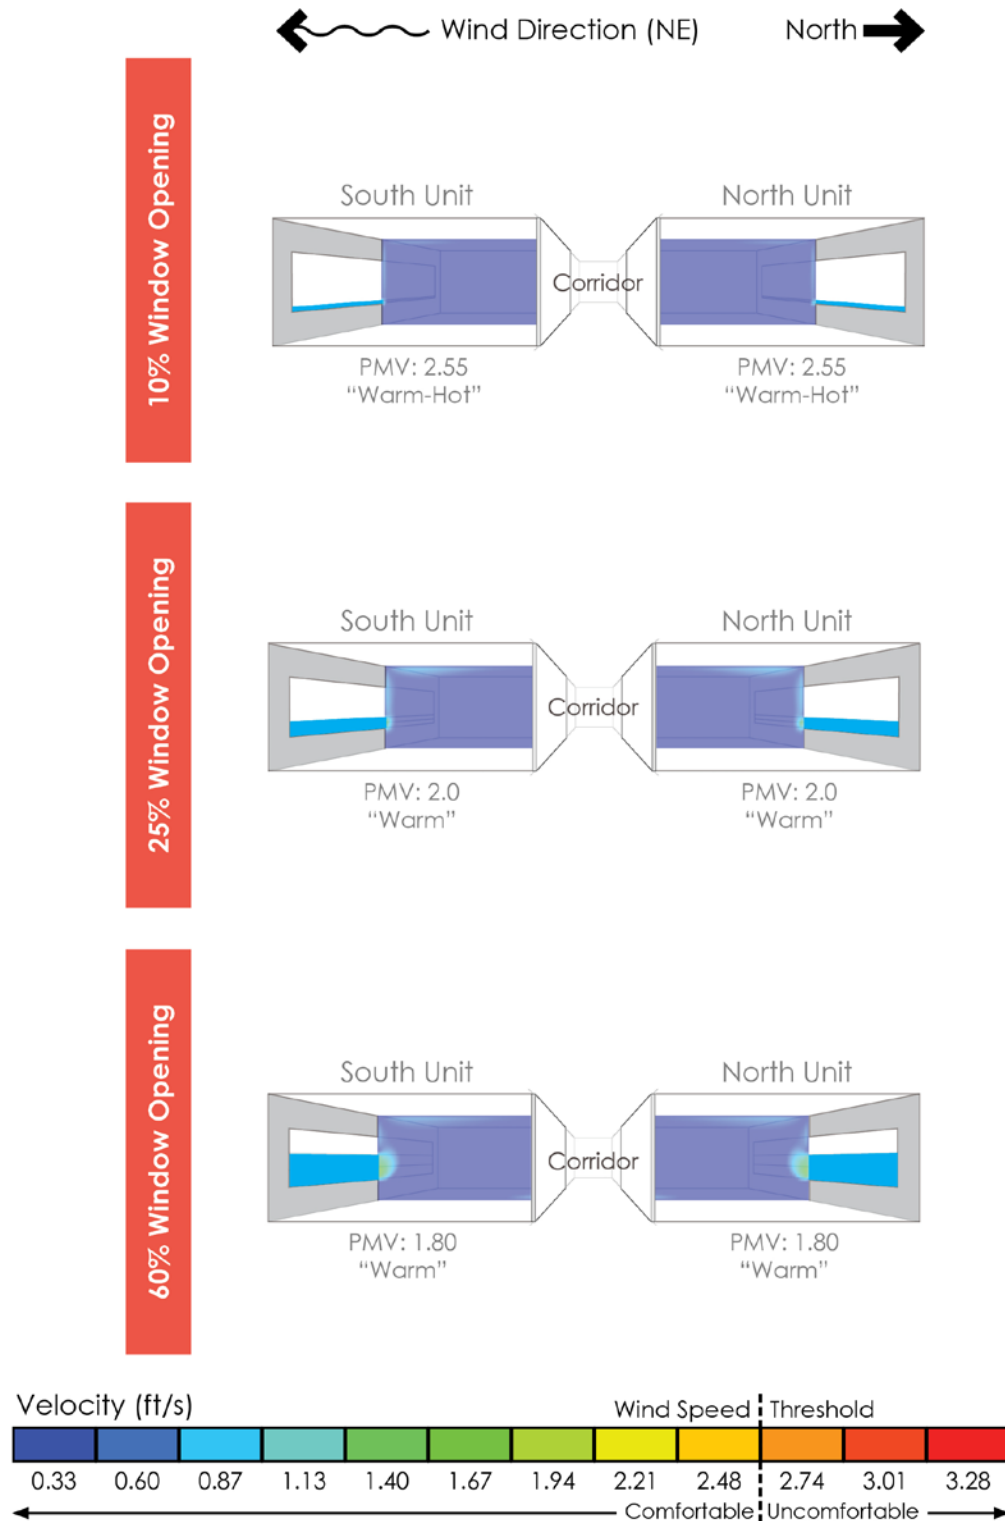 Wind Direction (NE)
North
10% Window Opening
South Unit
North Unit
Corridor
PMV: 2.55
“Warm-Hot”
PMV: 2.55
“Warm-Hot”
25% Window Opening
South Unit
North Unit
Corridor
PMV: 2.0
“Warm”
PMV: 2.0
“Warm”
60% Window Opening
South Unit
North Unit
Corridor
PMV: 1.80
“Warm”
PMV: 1.80
“Warm”
Velocity (ft/s)
Wind Speed Threshold
0.33 0.60 0.87 1.13 1.40 1.67 1.94 2.21 2.48 2.74 3.01 3.28
Comfortable Uncomfortable